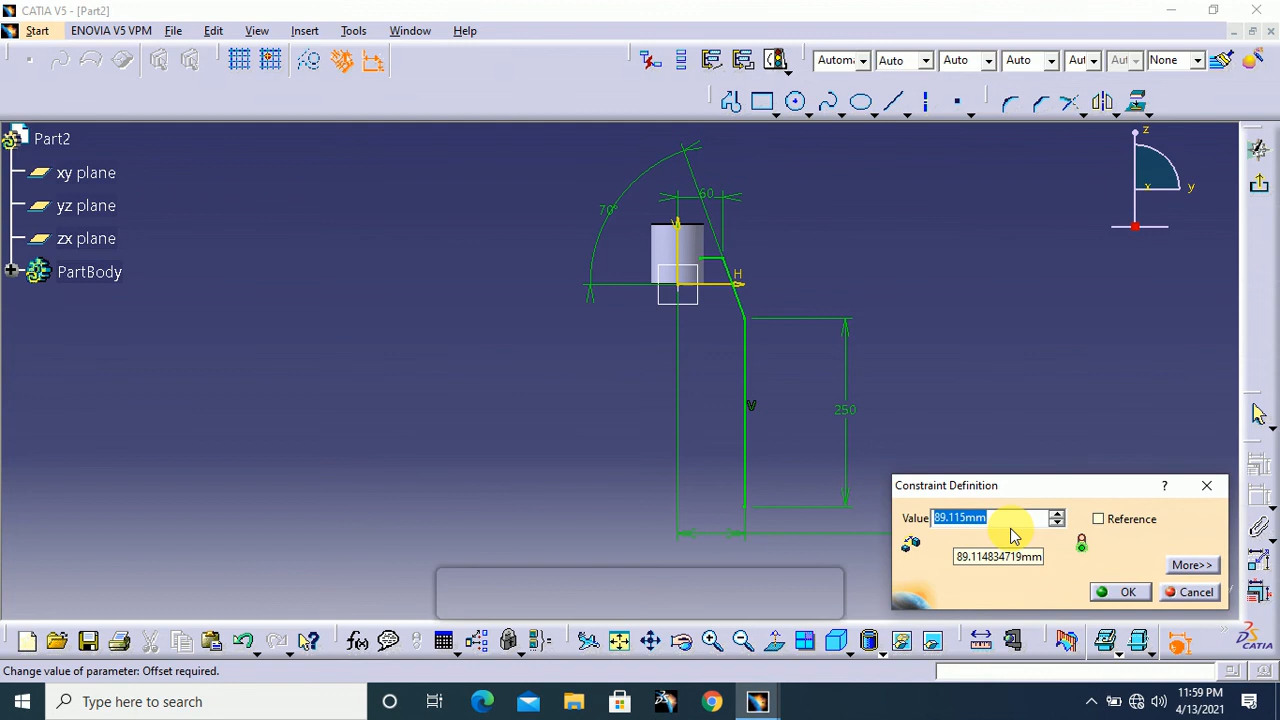 CATIA V5 - [Part2]
Start
ENOVIA V5 VPM
File
Edit
View
Insert
Tools
Window
Help
Automa
Auto
Auto
Auto
Aut
Aut
None
Part2
xy plane
yz plane
zx plane
PartBody
z
x
y
70°
60
V
H
V
250
Constraint Definition
?
Value
89.115mm
Reference
89.114834719mm
More>>
OK
Cancel
f(x)
CATIA
Change value of parameter: Offset required.
Type here to search
11:59 PM
4/13/2021